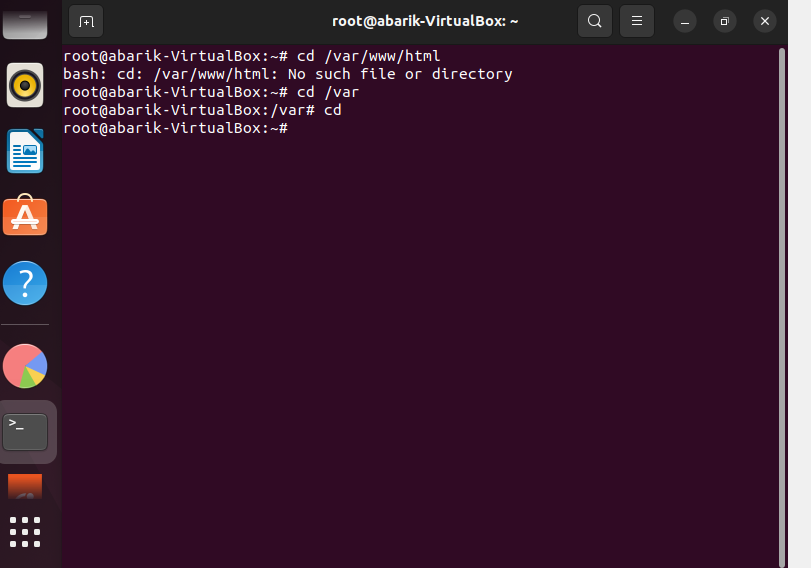 root@abarik-VirtualBox: ~
root@abarik-VirtualBox:~# cd /var/www/html
bash: cd: /var/www/html: No such file or directory
root@abarik-VirtualBox:~# cd /var
root@abarik-VirtualBox:/var# cd
root@abarik-VirtualBox:~#